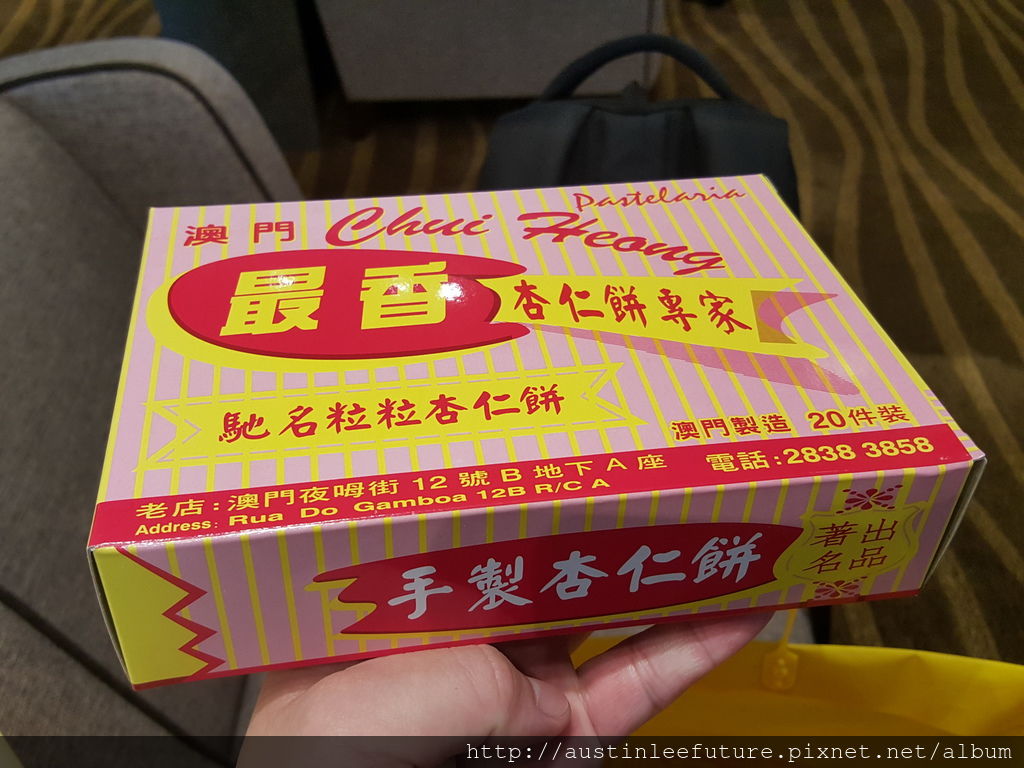 Pastelaria
澳門 Chui Heong
最香 杏仁餅專家
馳名粒粒杏仁餅
澳門製造 20件裝
老店:澳門夜呣街12號B地下A座 電話:2838 3858
Address: Rua Do Gamboa 12B R/C A
手製杏仁餅
著出
名品
http://austinleefuture.pixnet.net/album